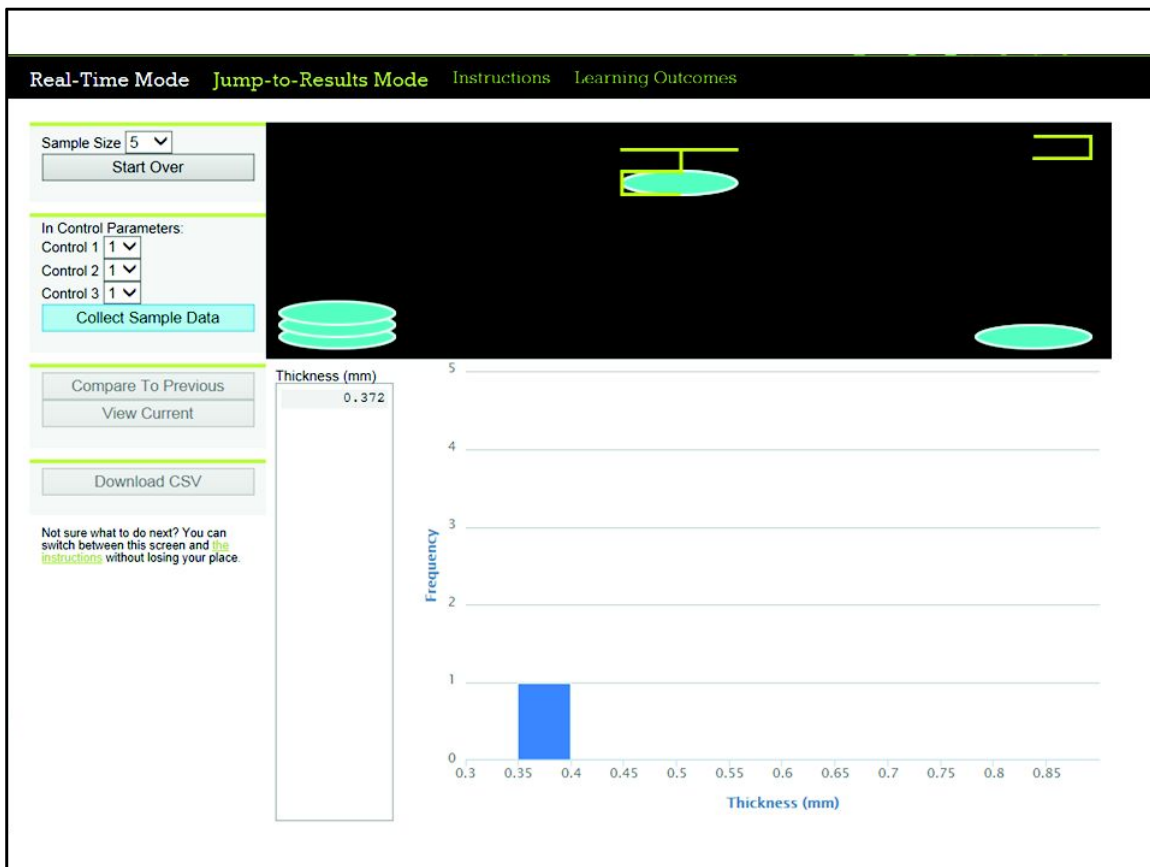 Real-Time Mode Jump-to-Results Mode Instructions Learning Outcomes
Sample Size 5
Start Over
In Control Parameters:
Control 1 1
Control 2 1
Control 3 1
Collect Sample Data
Compare To Previous
View Current
Download CSV
Not sure what to do next? You can
switch between this screen and the
instructions without losing your place.
Thickness (mm)
0.372
5
4
3
2
1
0
Frequency
0.3 0.35 0.4 0.45 0.5 0.55 0.6 0.65 0.7 0.75 0.8 0.85
Thickness (mm)